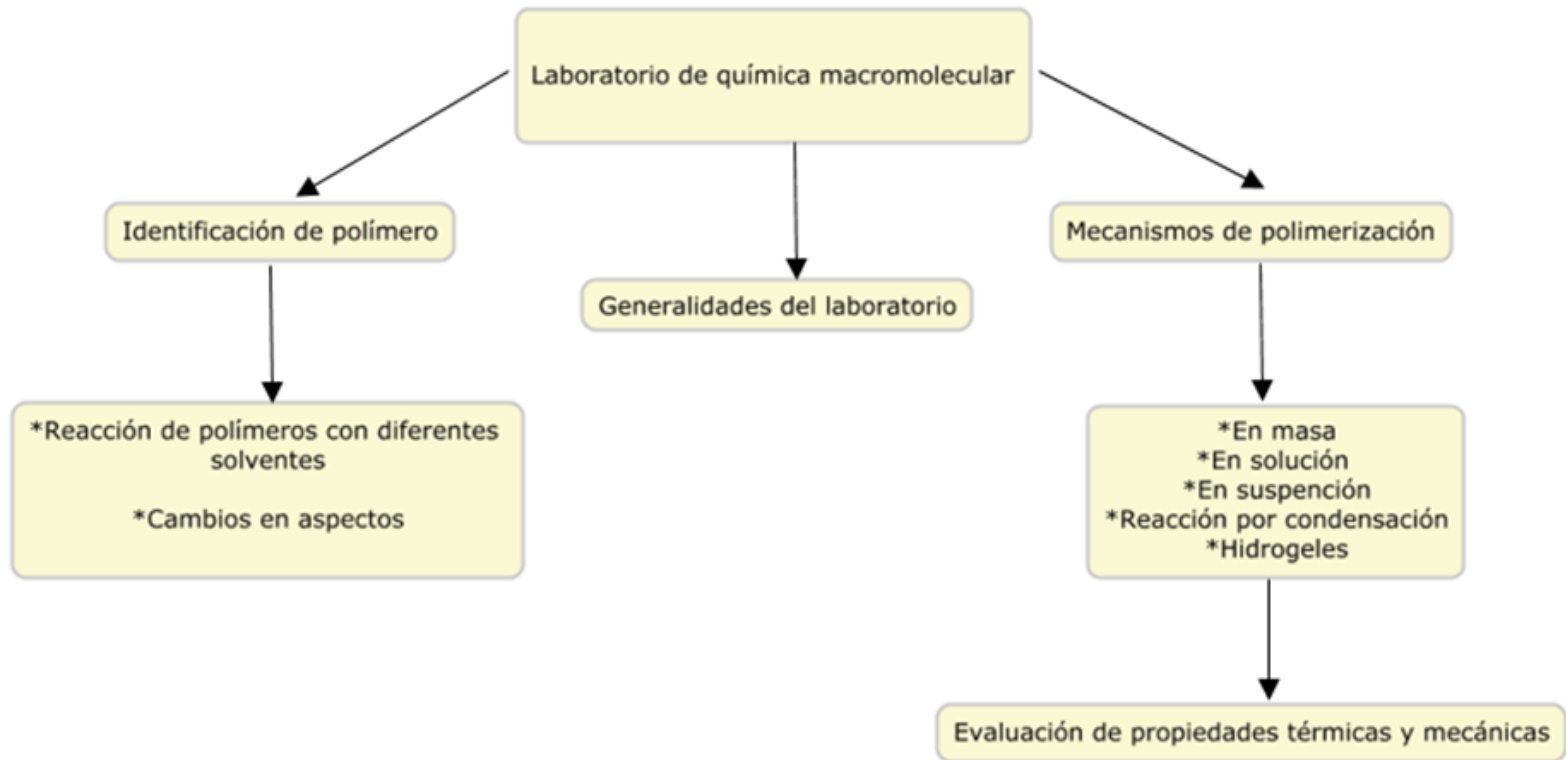 Laboratorio de química macromolecular
Identificación de polímero
Generalidades del laboratorio
Mecanismos de polimerización
*Reacción de polímeros con diferentes
solventes
*Cambios en aspectos
*En masa
*En solución
*En suspención
*Reacción por condensación
*Hidrogeles
Evaluación de propiedades térmicas y mecánicas